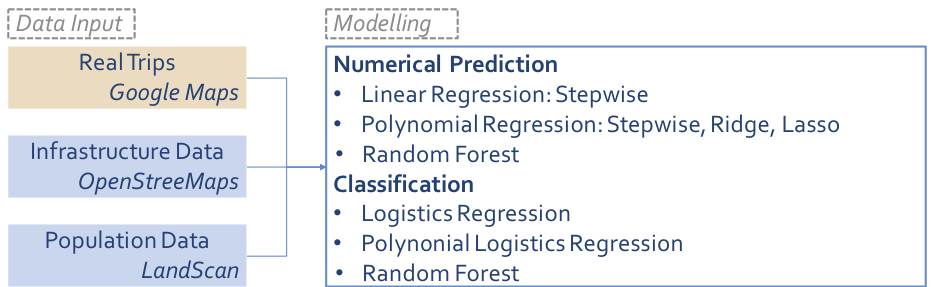 Data Input
Modelling
Real Trips
Google Maps
Infrastructure Data
OpenStreeMaps
Population Data
LandScan
Numerical Prediction
• Linear Regression: Stepwise
• Polynomial Regression: Stepwise, Ridge, Lasso
• Random Forest
Classification
• Logistics Regression
• Polynonial Logistics Regression
• Random Forest